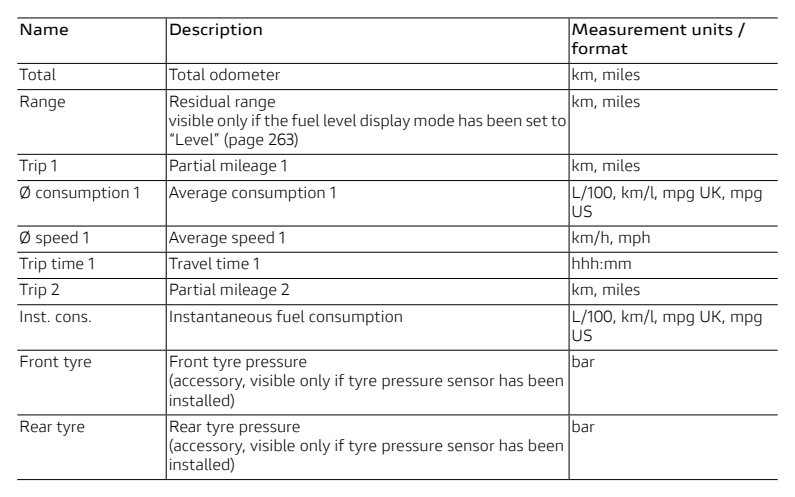 Name Description Measurement units /
format
Total Total odometer km, miles
Range Residual range km, miles
visible only if the fuel level display mode has been set to
"Level" (page 263)
Trip 1 Partial mileage 1 km, miles
Ø consumption 1 Average consumption 1 L/100, km/l, mpg UK, mpg
US
Ø speed 1 Average speed 1 km/h, mph
Trip time 1 Travel time 1 hhh:mm
Trip 2 Partial mileage 2 km, miles
Inst. cons. Instantaneous fuel consumption L/100, km/l, mpg UK, mpg
US
Front tyre Front tyre pressure bar
(accessory, visible only if tyre pressure sensor has been
installed)
Rear tyre Rear tyre pressure bar
(accessory, visible only if tyre pressure sensor has been
installed)